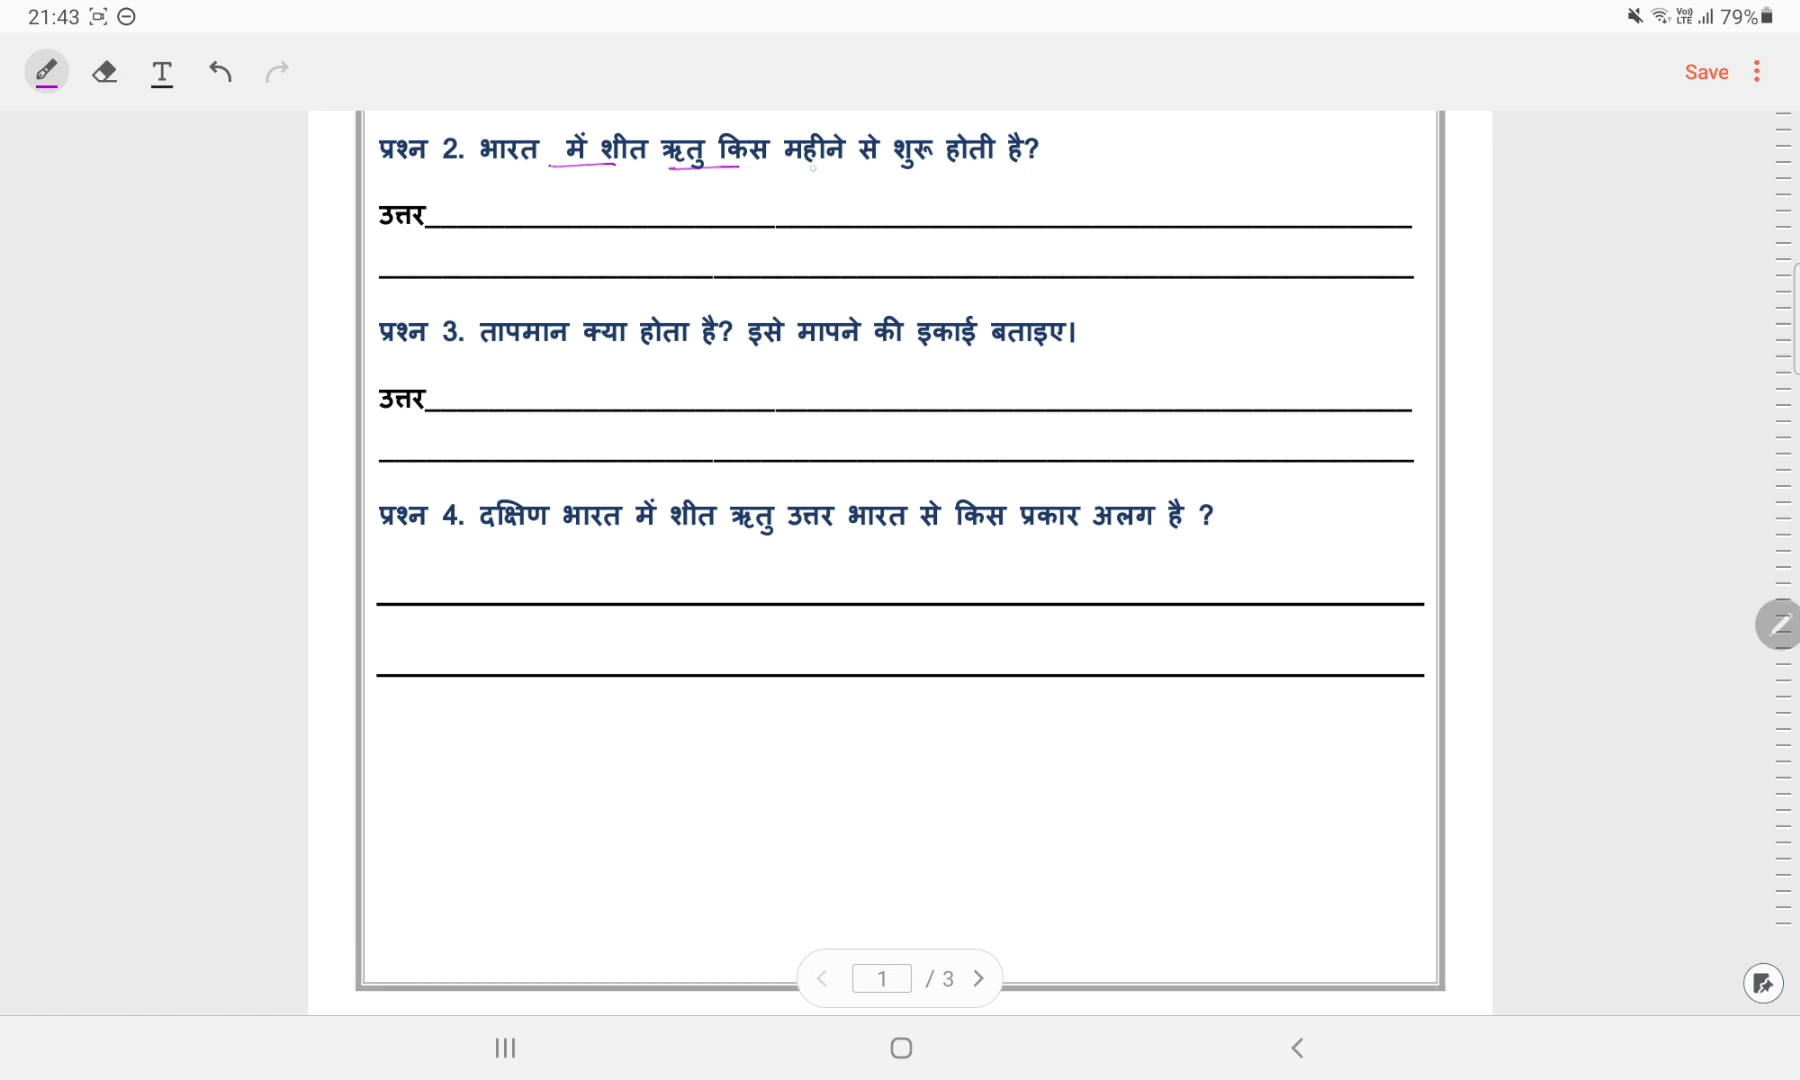 21:43 79%
Save
प्रश्न 2. भारत में शीत ऋतु किस महीने से शुरू होती है?
उत्तर
प्रश्न 3. तापमान क्या होता है? इसे मापने की इकाई बताइए।
उत्तर
प्रश्न 4. दक्षिण भारत में शीत ऋतु उत्तर भारत से किस प्रकार अलग है ?
1 / 3